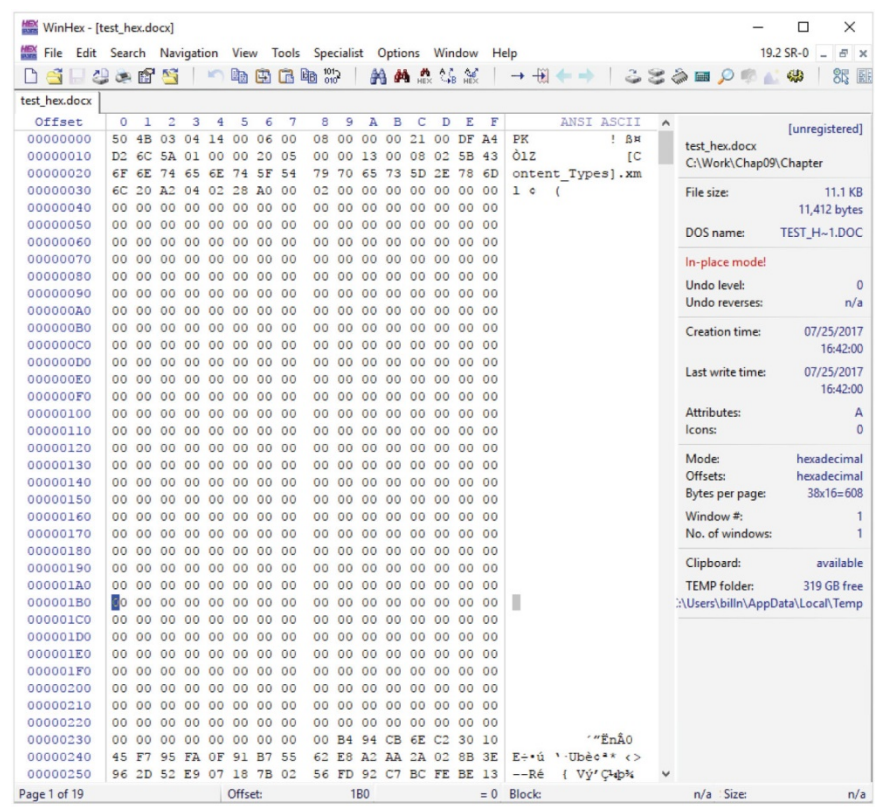 WinHex - [test_hex.docx]
File Edit Search Navigation View Tools Specialist Options Window Help 19.2 SR-0
test_hex.docx
Offset 0 1 2 3 4 5 6 7 8 9 A B C D E F ANSI ASCII
00000000 50 4B 03 04 14 00 06 00 08 00 00 00 21 00 DF A4 PK ! ß¤
00000010 D2 6C 5A 01 00 00 20 05 00 00 13 00 08 02 5B 43 ÒlZ [C
00000020 6F 6E 74 65 6E 74 5F 54 79 70 65 73 5D 2E 78 6D ontent_Types].xm
00000030 6C 20 A2 04 02 28 A0 00 02 00 00 00 00 00 00 00 l ¢ (
00000040 00 00 00 00 00 00 00 00 00 00 00 00 00 00 00 00
00000050 00 00 00 00 00 00 00 00 00 00 00 00 00 00 00 00
00000060 00 00 00 00 00 00 00 00 00 00 00 00 00 00 00 00
00000070 00 00 00 00 00 00 00 00 00 00 00 00 00 00 00 00
00000080 00 00 00 00 00 00 00 00 00 00 00 00 00 00 00 00
00000090 00 00 00 00 00 00 00 00 00 00 00 00 00 00 00 00
000000A0 00 00 00 00 00 00 00 00 00 00 00 00 00 00 00 00
000000B0 00 00 00 00 00 00 00 00 00 00 00 00 00 00 00 00
000000C0 00 00 00 00 00 00 00 00 00 00 00 00 00 00 00 00
000000D0 00 00 00 00 00 00 00 00 00 00 00 00 00 00 00 00
000000E0 00 00 00 00 00 00 00 00 00 00 00 00 00 00 00 00
000000F0 00 00 00 00 00 00 00 00 00 00 00 00 00 00 00 00
00000100 00 00 00 00 00 00 00 00 00 00 00 00 00 00 00 00
00000110 00 00 00 00 00 00 00 00 00 00 00 00 00 00 00 00
00000120 00 00 00 00 00 00 00 00 00 00 00 00 00 00 00 00
00000130 00 00 00 00 00 00 00 00 00 00 00 00 00 00 00 00
00000140 00 00 00 00 00 00 00 00 00 00 00 00 00 00 00 00
00000150 00 00 00 00 00 00 00 00 00 00 00 00 00 00 00 00
00000160 00 00 00 00 00 00 00 00 00 00 00 00 00 00 00 00
00000170 00 00 00 00 00 00 00 00 00 00 00 00 00 00 00 00
00000180 00 00 00 00 00 00 00 00 00 00 00 00 00 00 00 00
00000190 00 00 00 00 00 00 00 00 00 00 00 00 00 00 00 00
000001A0 00 00 00 00 00 00 00 00 00 00 00 00 00 00 00 00
000001B0 00 00 00 00 00 00 00 00 00 00 00 00 00 00 00 00
000001C0 00 00 00 00 00 00 00 00 00 00 00 00 00 00 00 00
000001D0 00 00 00 00 00 00 00 00 00 00 00 00 00 00 00 00
000001E0 00 00 00 00 00 00 00 00 00 00 00 00 00 00 00 00
000001F0 00 00 00 00 00 00 00 00 00 00 00 00 00 00 00 00
00000200 00 00 00 00 00 00 00 00 00 00 00 00 00 00 00 00
00000210 00 00 00 00 00 00 00 00 00 00 00 00 00 00 00 00
00000220 00 00 00 00 00 00 00 00 00 00 00 00 00 00 00 00
00000230 00 00 00 00 00 00 00 00 00 B4 94 CB 6E C2 30 10 ´”ËnÂ0
00000240 45 F7 95 FA 0F 91 B7 55 62 E8 A2 AA 2A 02 8B 3E E÷•ú ‘·Ubè¢ª* ‹>
00000250 96 2D 52 E9 07 18 7B 02 56 FD 92 C7 BC FE BE 13 –-Ré { Vý’Ǽþ¾
[unregistered]
test_hex.docx
C:\Work\Chap09\Chapter
File size: 11.1 KB
11,412 bytes
DOS name: TEST_H~1.DOC
In-place mode!
Undo level: 0
Undo reverses: n/a
Creation time: 07/25/2017
16:42:00
Last write time: 07/25/2017
16:42:00
Attributes: A
Icons: 0
Mode: hexadecimal
Offsets: hexadecimal
Bytes per page: 38x16=608
Window #: 1
No. of windows: 1
Clipboard: available
TEMP folder: 319 GB free
:\Users\billn\AppData\Local\Temp
Page 1 of 19 Offset: 1B0 = 0 Block: n/a Size: n/a